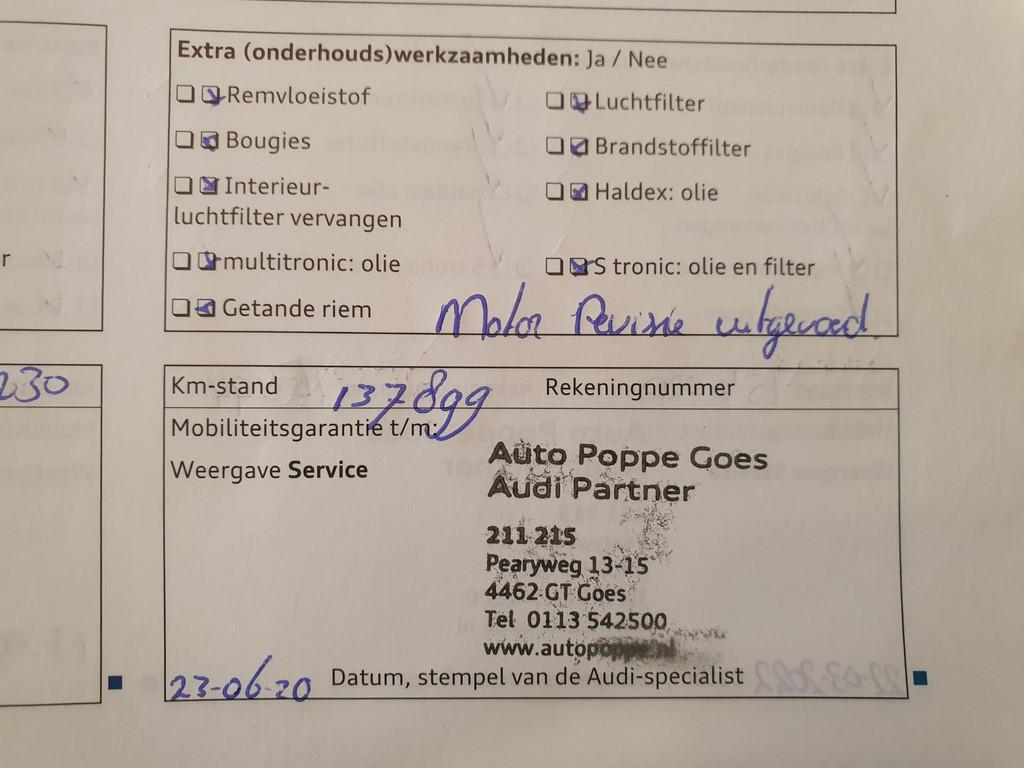 Extra (onderhouds)werkzaamheden: Ja / Nee
Remvloeistof
Luchtfilter
Bougies
Brandstoffilter
Interieur-
luchtfilter vervangen
Haldex: olie
r
multitronic: olie
S tronic: olie en filter
Getande riem
Motor Revisie uitgevoerd.
230
Km-stand 137899 Rekeningnummer
Mobiliteitsgarantie t/m:
Weergave Service
Auto Poppe Goes
Audi Partner
211 215
Pearyweg 13-15
4462 GT Goes
Tel 0113 542500
www.autopoppe.nl
23-06-20 Datum, stempel van de Audi-specialist